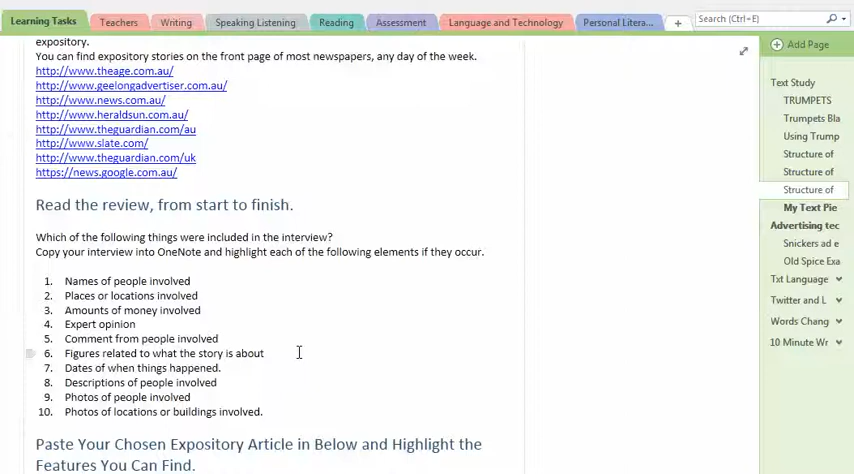 Learning Tasks
Teachers
Writing
Speaking Listening
Reading
Assessment
Language and Technology
Personal Litera...
Search (Ctrl+E)
Add Page
expository.
You can find expository stories on the front page of most newspapers, any day of the week.
http://www.theage.com.au/
http://www.geelongadvertiser.com.au/
http://www.news.com.au/
http://www.heraldsun.com.au/
http://www.theguardian.com/au
http://www.slate.com/
http://www.theguardian.com/uk
https://news.google.com.au/
Read the review, from start to finish.
Which of the following things were included in the interview?
Copy your interview into OneNote and highlight each of the following elements if they occur.
1. Names of people involved
2. Places or locations involved
3. Amounts of money involved
4. Expert opinion
5. Comment from people involved
6. Figures related to what the story is about
7. Dates of when things happened.
8. Descriptions of people involved
9. Photos of people involved
10. Photos of locations or buildings involved.
Paste Your Chosen Expository Article in Below and Highlight the
Features You Can Find.
Text Study
TRUMPETS
Trumpets Bla
Using Trump
Structure of
Structure of
Structure of
My Text Pie
Advertising tec
Snickers ad e
Old Spice Exa
Txt Language
Twitter and L
Words Chang
10 Minute Wr